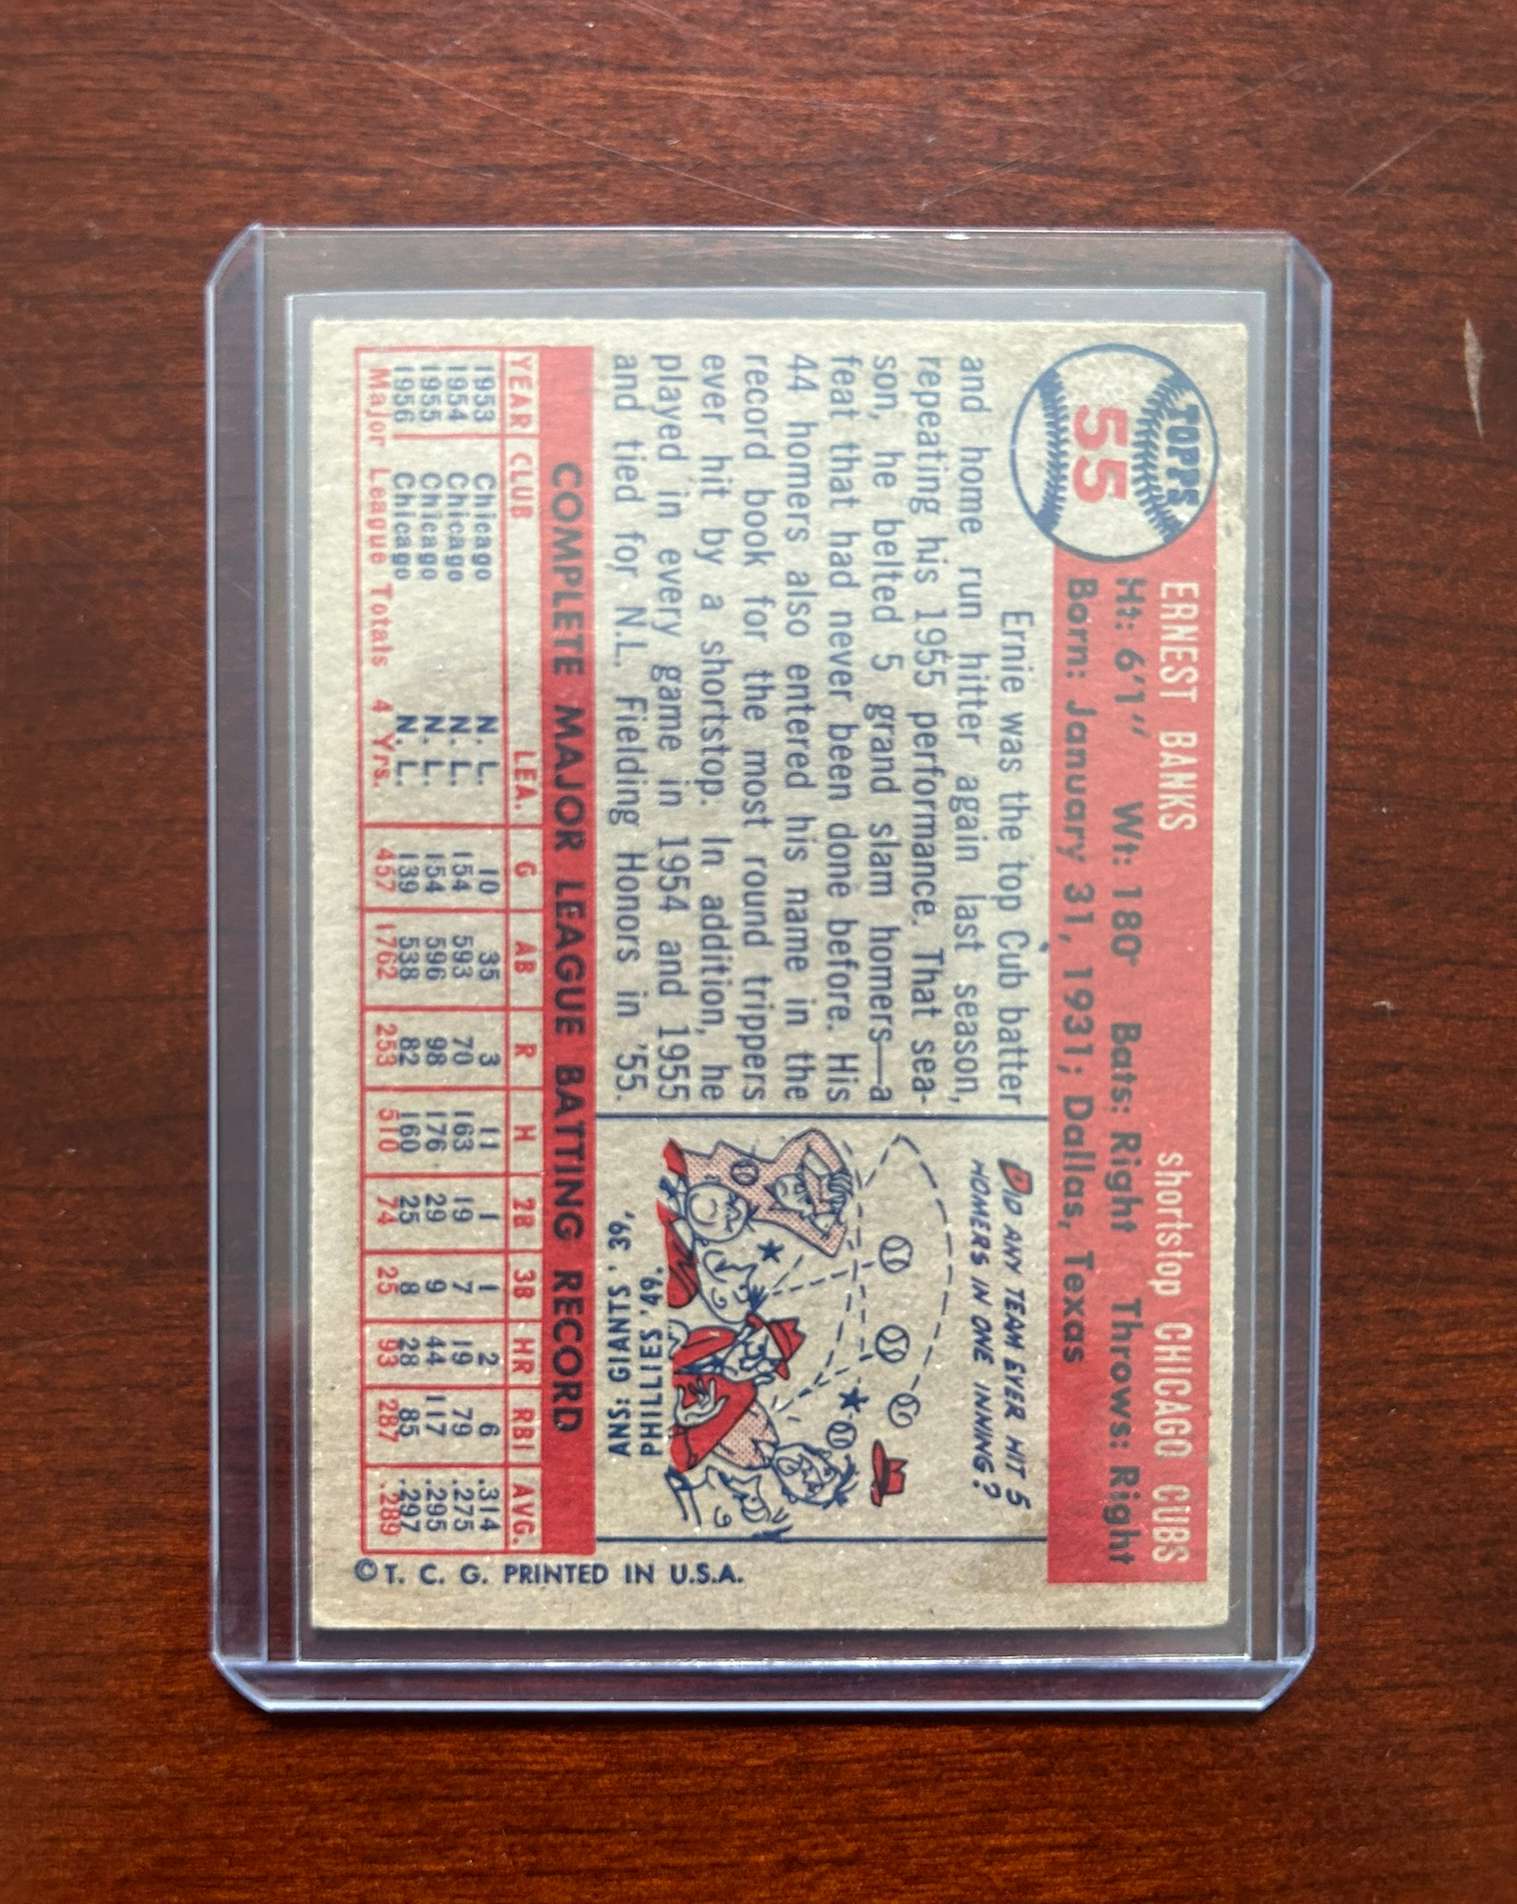 TOPPS
55
ERNEST BANKS shortstop CHICAGO CUBS
Ht: 6'1" Wt: 180 Bats: Right Throws: Right
Born: January 31, 1931; Dallas, Texas
Ernie was the top Cub batter
and home run hitter again last season,
repeating his 1955 performance. That sea-
son, he belted 5 grand slam homers—a
feat that had never been done before. His
44 homers also entered his name in the
record book for the most round trippers
ever hit by a shortstop. In addition, he
played in every game in 1954 and 1955
and tied for N.L. Fielding Honors in '55.
DID ANY TEAM EVER HIT 5
HOMERS IN ONE INNING?
ANS: GIANTS '39,
PHILLIES '49.
COMPLETE MAJOR LEAGUE BATTING RECORD
YEAR CLUB LEA. G AB R H 2B 3B HR RBI AVG.
1953 Chicago N. L. 10 35 3 11 1 1 2 6 .314
1954 Chicago N. L. 154 593 70 163 19 7 19 79 .275
1955 Chicago N. L. 154 596 98 176 29 9 44 117 .295
1956 Chicago N. L. 139 538 82 160 25 8 28 85 .297
Major League Totals 4 Yrs. 457 1762 253 510 74 25 93 287 .289
© T. C. G. PRINTED IN U.S.A.